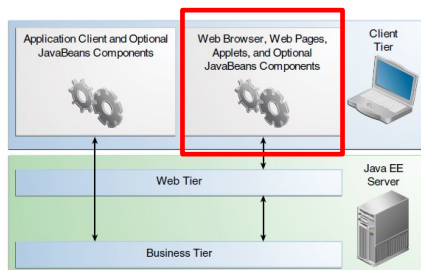 Application Client and Optional
JavaBeans Components
Web Browser, Web Pages,
Applets, and Optional
JavaBeans Components
Client
Tier
Web Tier
Java EE
Server
Business Tier